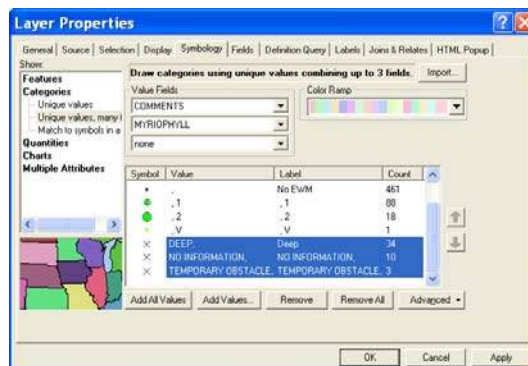 Layer Properties
General Source Selection Display Symbology Fields Definition Query Labels Joins & Relates HTML Popup
Show:
Features
Categories
Unique values
Unique values, many
Match to symbols in a
Quantities
Charts
Multiple Attributes
Draw categories using unique values combining up to 3 fields.
Import...
Value Fields
COMMENTS
MYRIOPHYLL
none
Color Ramp
Symbol Value Label Count
, No EWM 461
, 1 , 1 88
, 2 , 2 18
, V , V 1
DEEP, Deep 34
NO INFORMATION, NO INFORMATION, 10
TEMPORARY OBSTACLE, TEMPORARY OBSTACLE, 3
Add All Values Add Values... Remove Remove All Advanced
OK Cancel Apply